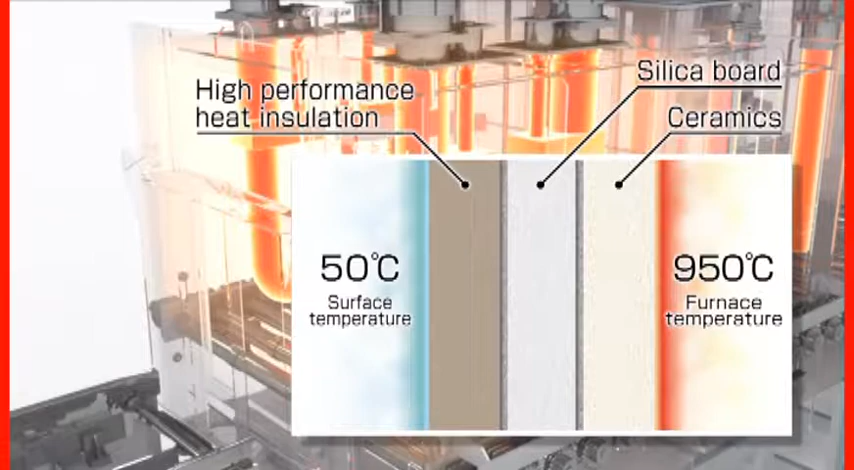 Silica board
High performance
heat insulation
Ceramics
50℃
Surface
temperature
950℃
Furnace
temperature